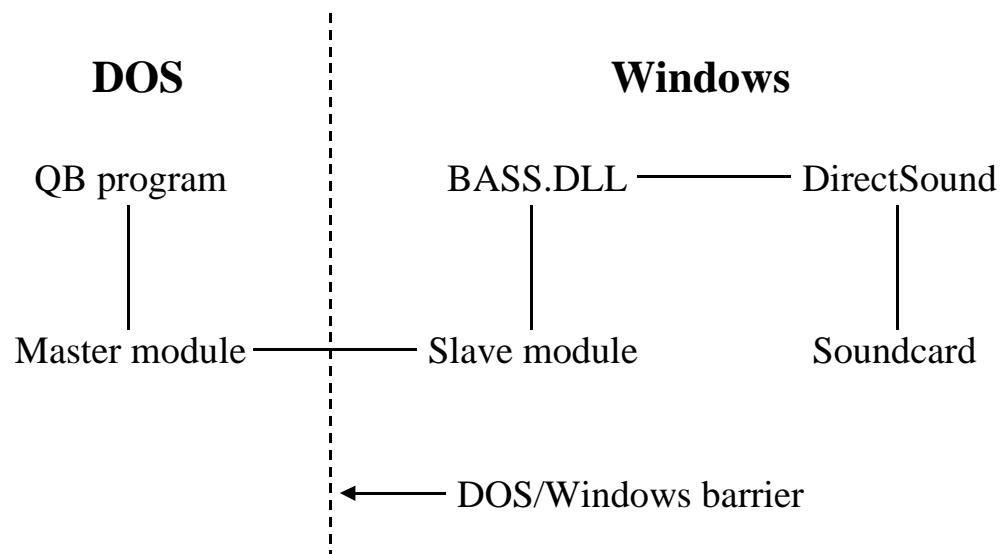 DOS
Windows
QB program
BASS.DLL
DirectSound
Master module
Slave module
Soundcard
DOS/Windows barrier